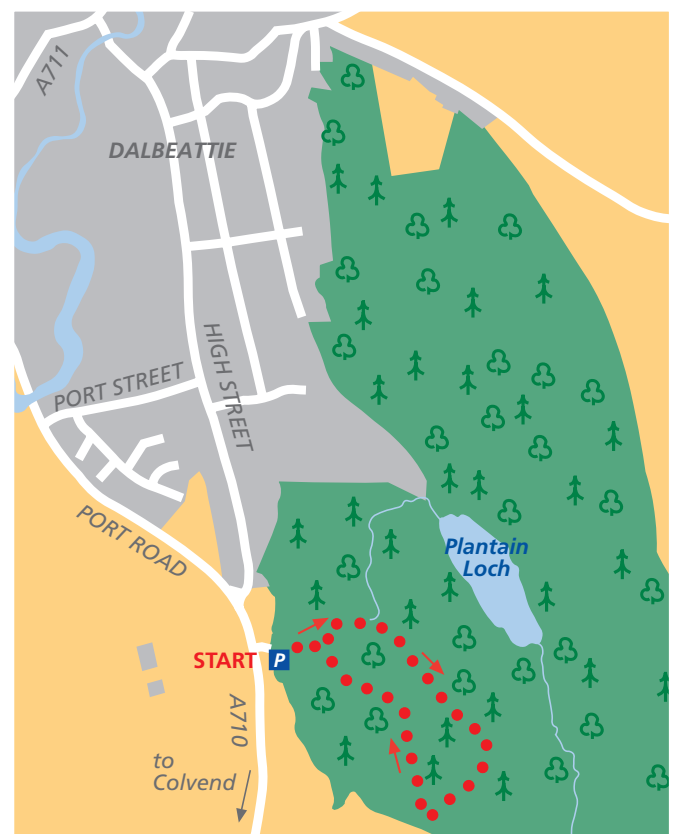 A711
DALBEATTIE
HIGH STREET
PORT STREET
PORT ROAD
Plantain
Loch
START P
A710
to
Colvend